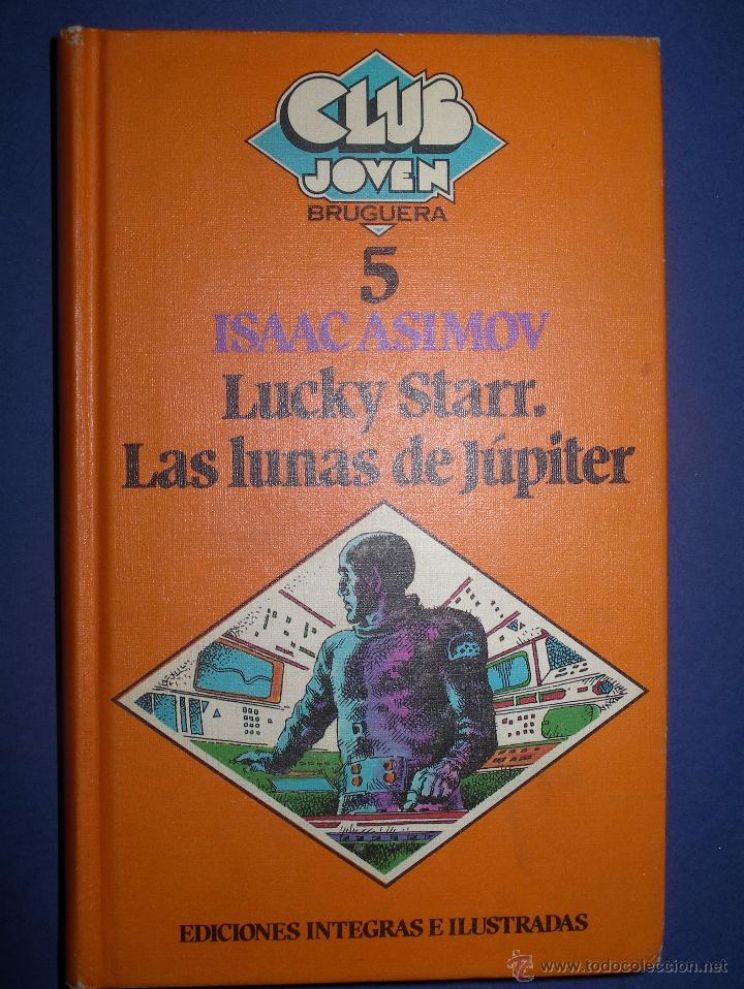 CLUB
JOVEN
BRUGUERA
5
ISAAC ASIMOV
Lucky Starr.
Las lunas de Júpiter
EDICIONES INTEGRAS E ILUSTRADAS
www.todocoleccion.net